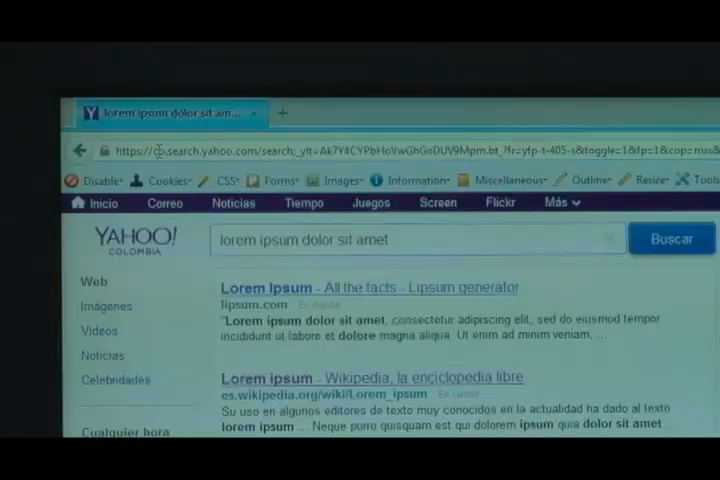 lorem ipsum dolor sit am...
https://co.search.yahoo.com/search;_ylt=Ak7Y4CYPbHoVwGhGoDUV9Mpm.bt_?fr=yfp-t-405-s&toggle=1&fp=1&cop=mss&
Disable Cookies CSS Forms Images Information Miscellaneous Outline Resize Tools
Inicio Correo Noticias Tiempo Juegos Screen Flickr Más
YAHOO!
COLOMBIA
lorem ipsum dolor sit amet
Buscar
Web
Imágenes
Videos
Noticias
Celebridades
Cualquier hora
Lorem Ipsum - All the facts - Lipsum generator
lipsum.com En caché
"Lorem ipsum dolor sit amet, consectetur adipiscing elit, sed do eiusmod tempor
incididunt ut labore et dolore magna aliqua. Ut enim ad minim veniam, ...
Lorem ipsum - Wikipedia, la enciclopedia libre
es.wikipedia.org/wiki/Lorem_ipsum En caché
Su uso en algunos editores de texto muy conocidos en la actualidad ha dado al texto
lorem ipsum ... Neque porro quisquam est qui dolorem ipsum quia dolor sit amet